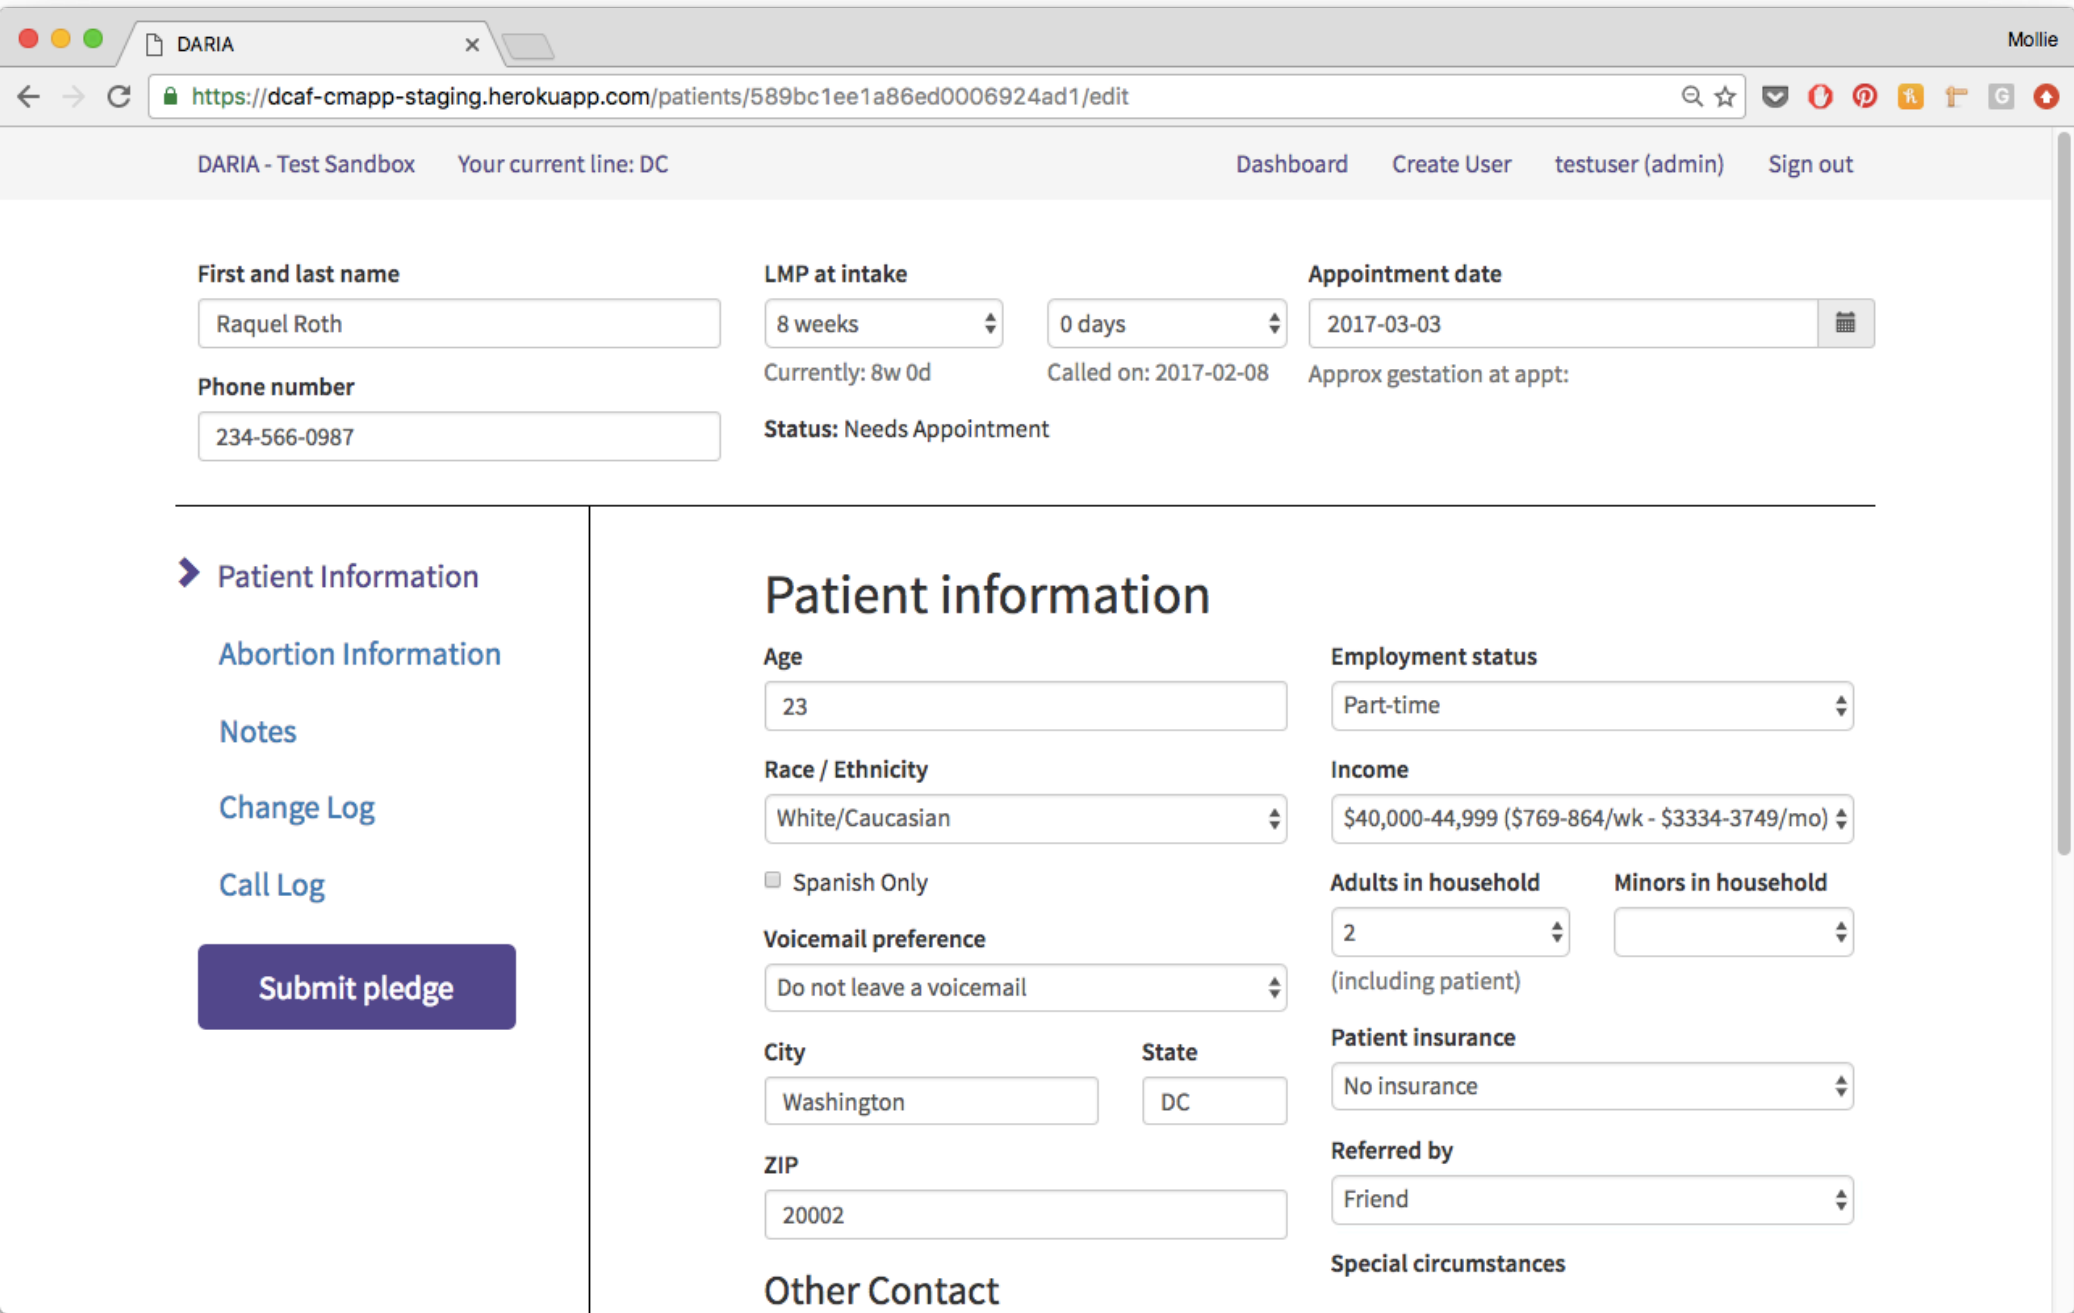 DARIA
Mollie
https://dcaf-cmapp-staging.herokuapp.com/patients/589bc1ee1a86ed0006924ad1/edit
DARIA - Test Sandbox Your current line: DC Dashboard Create User testuser (admin) Sign out
First and last name LMP at intake Appointment date
Raquel Roth 8 weeks 0 days 2017-03-03
Currently: 8w 0d Called on: 2017-02-08 Approx gestation at appt:
Phone number
234-566-0987 Status: Needs Appointment
Patient Information
Abortion Information
Notes
Change Log
Call Log
Submit pledge
Patient information
Age Employment status
23 Part-time
Race / Ethnicity Income
White/Caucasian $40,000-44,999 ($769-864/wk - $3334-3749/mo)
Spanish Only Adults in household Minors in household
2
Voicemail preference
(including patient)
Do not leave a voicemail
Patient insurance
City State
No insurance
Washington DC
Referred by
ZIP
Friend
20002
Special circumstances
Other Contact